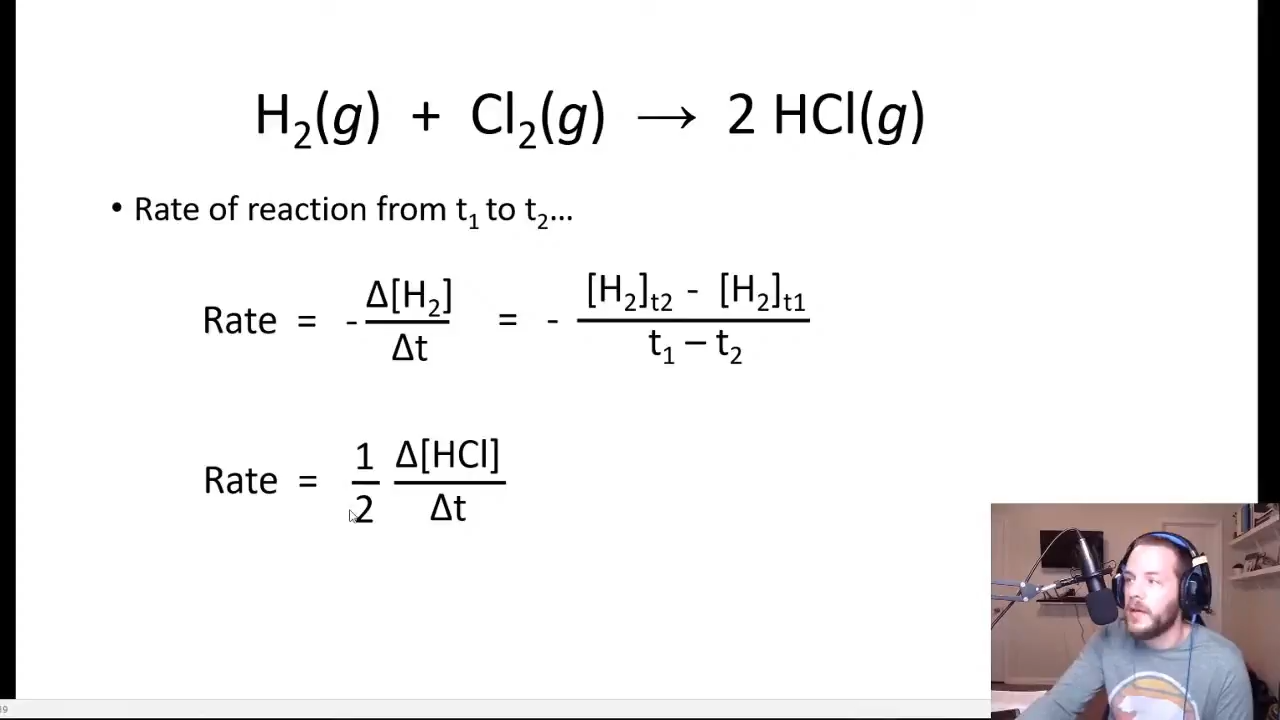 H₂(g) + Cl₂(g) → 2 HCl(g)
• Rate of reaction from t₁ to t₂...
Rate = - Δ[H₂]/Δt = - [H₂]t2 - [H₂]t1 / t₁ – t₂
Rate = 1/2 Δ[HCl]/Δt